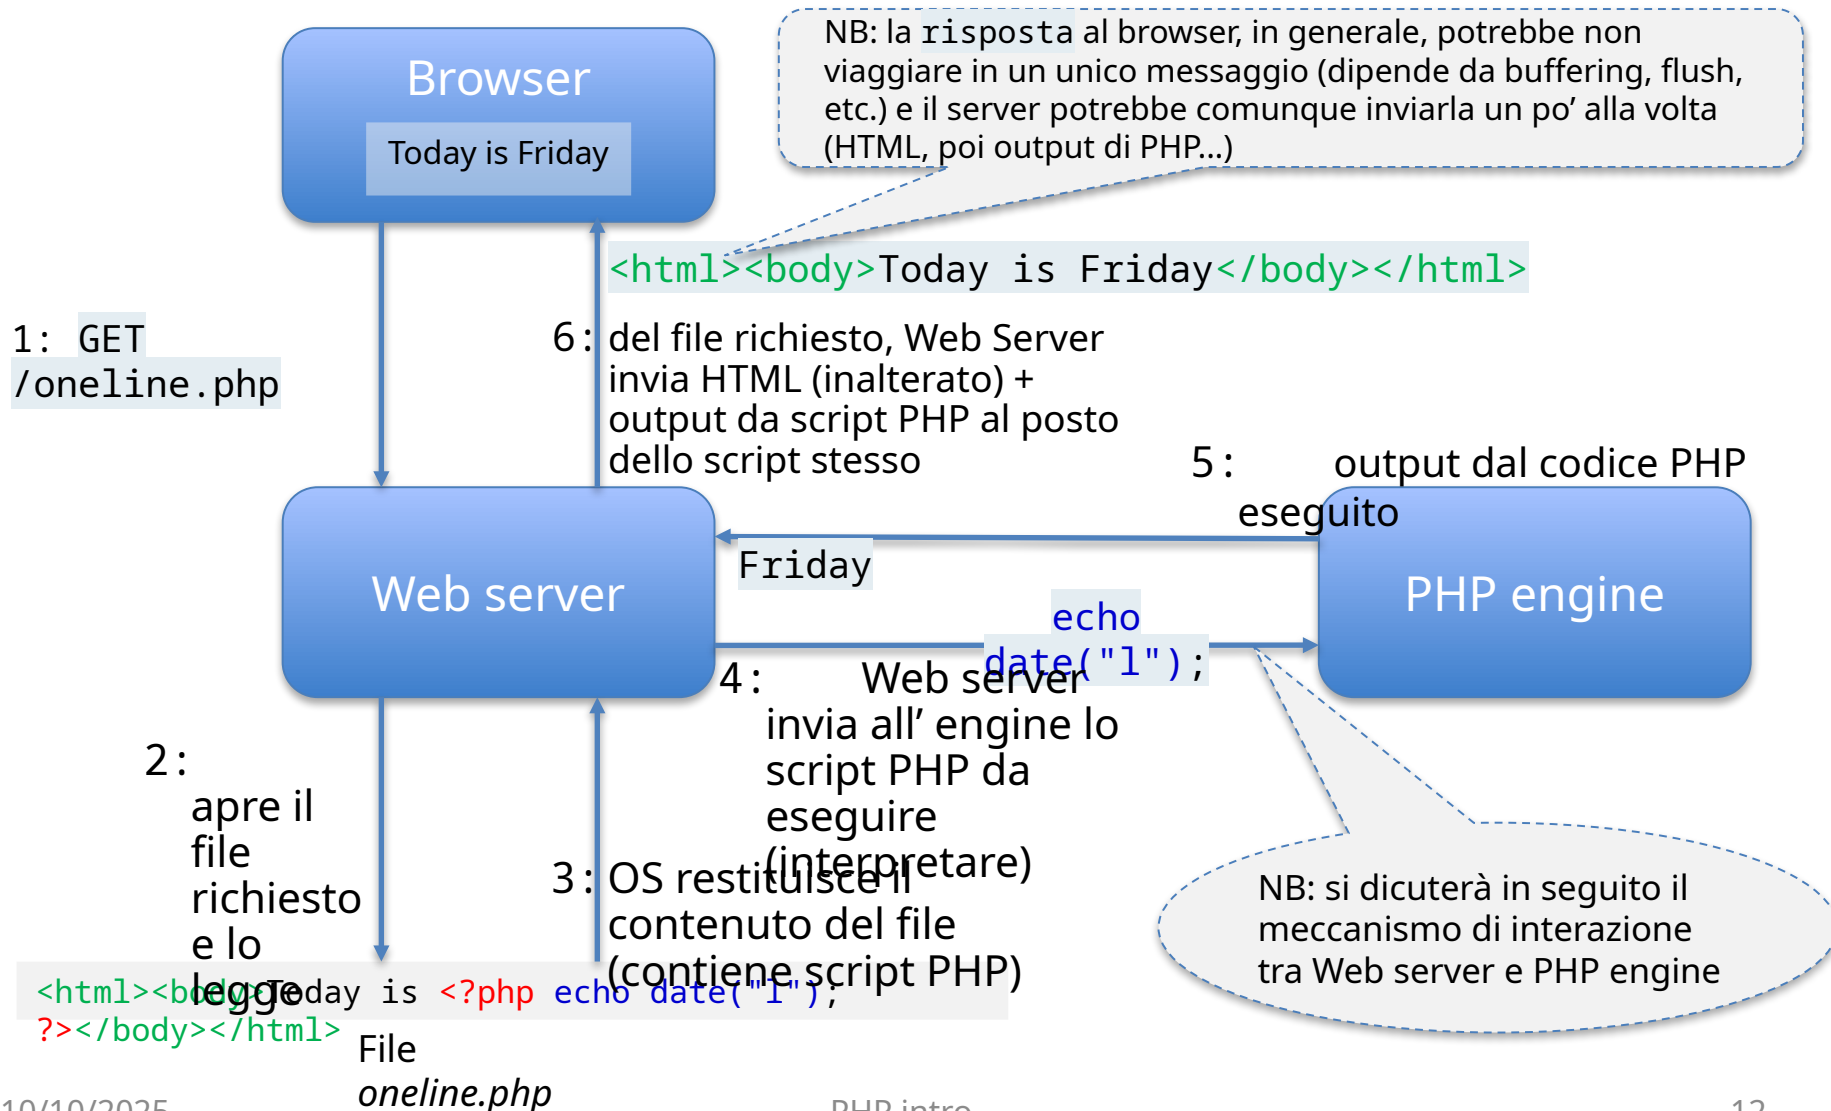 Browser
Today is Friday
NB: la risposta al browser, in generale, potrebbe non
viaggiare in un unico messaggio (dipende da buffering, flush,
etc.) e il server potrebbe comunque inviarla un po’ alla volta
(HTML, poi output di PHP...)
<html><body>Today is Friday</body></html>
1: GET
/oneline.php
6: del file richiesto, Web Server
invia HTML (inalterato) +
output da script PHP al posto
dello script stesso
5: output dal codice PHP
eseguito
Web server
Friday
PHP engine
echo
date("l");
4: Web server
invia all’ engine lo
script PHP da
eseguire
(interpretare)
2:
apre il
file
richiesto
e lo
legge
3: OS restituisce il
contenuto del file
(contiene script PHP)
NB: si dicuterà in seguito il
meccanismo di interazione
tra Web server e PHP engine
<html><body>Today is <?php echo date("l");
?></body></html>
File
oneline.php
10/10/2025
PHP intro
12